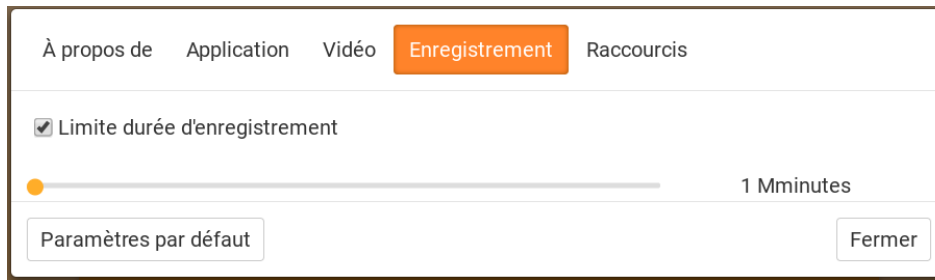 À propos de Application Vidéo Enregistrement Raccourcis
Limite durée d'enregistrement
1 Mminutes
Paramètres par défaut Fermer